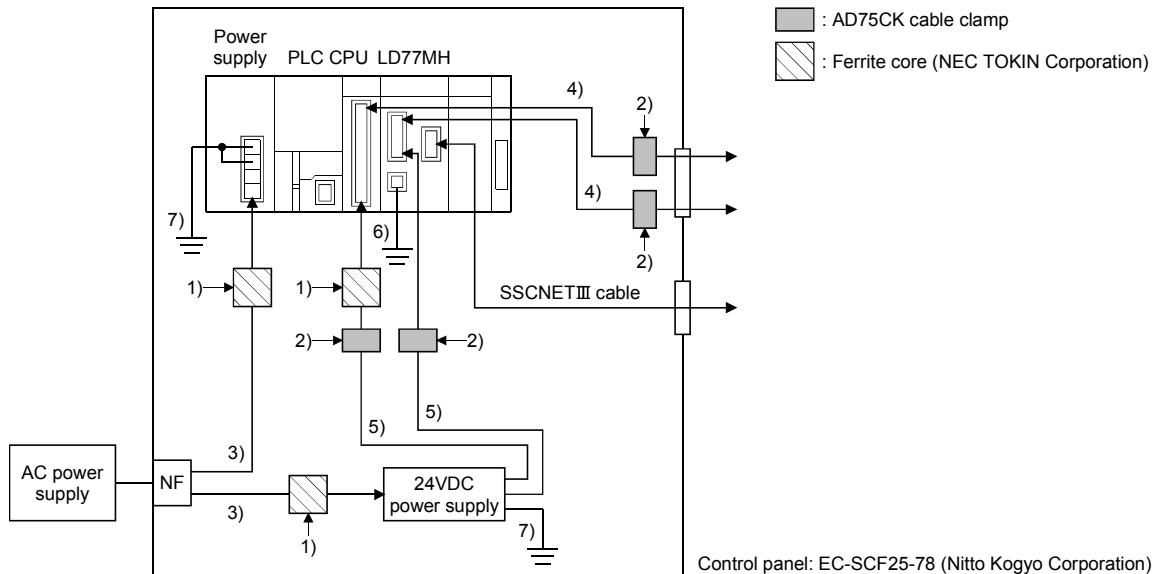 : AD75CK cable clamp
: Ferrite core (NEC TOKIN Corporation)
Power
supply
PLC CPU
LD77MH
4)
2)
4)
2)
7)
6)
1)
1)
SSCNETⅢ cable
2)
2)
5)
5)
3)
AC power
supply
NF
24VDC
power supply
3)
7)
1)
Control panel: EC-SCF25-78 (Nitto Kogyo Corporation)